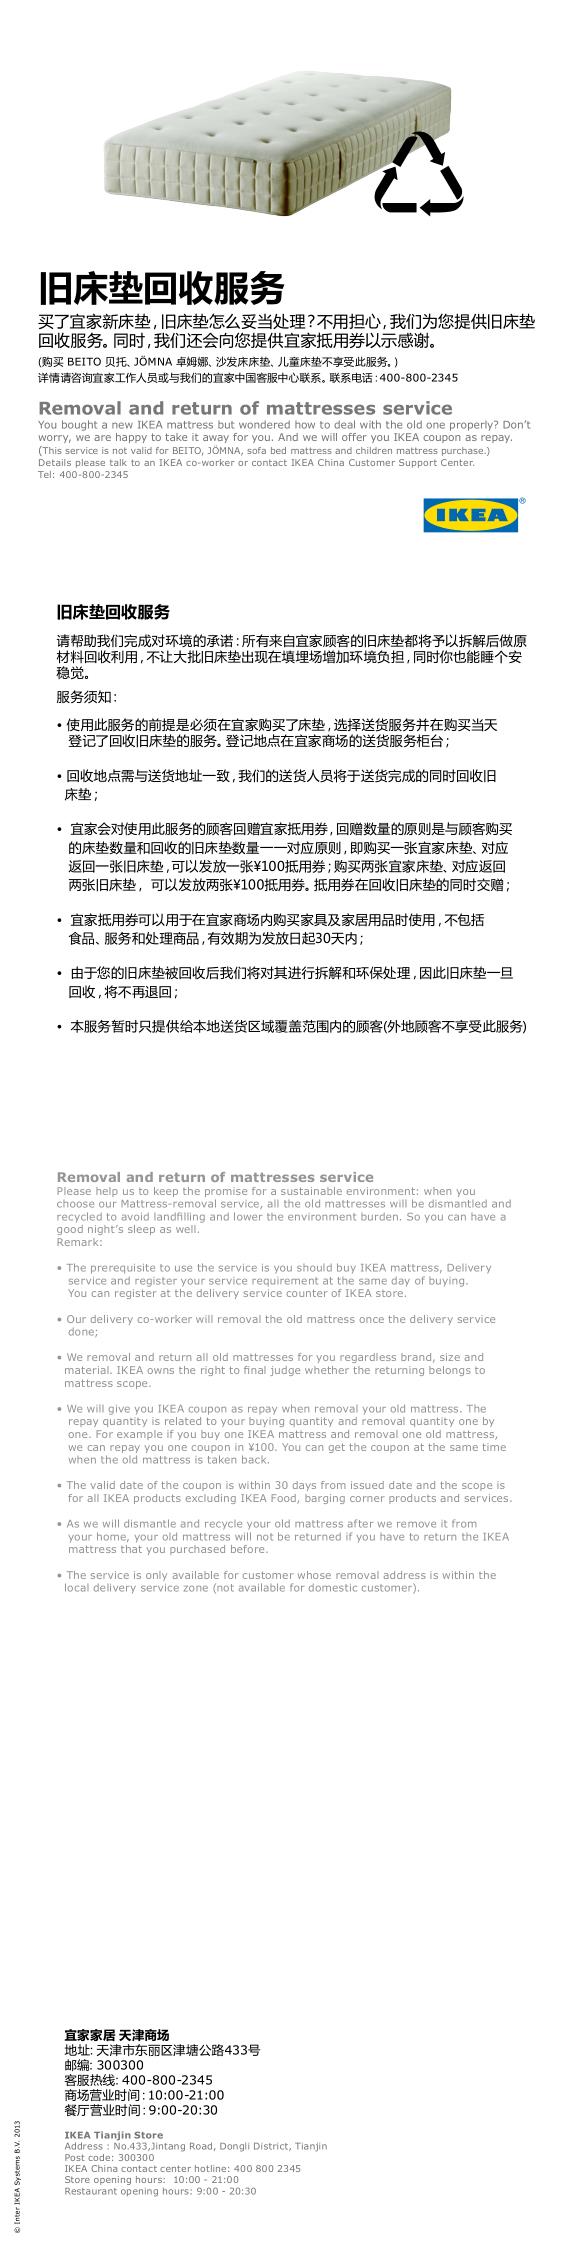 旧床垫回收服务
买了宜家新床垫，旧床垫怎么妥当处理？不用担心，我们为您提供旧床垫
回收服务。同时，我们还会向您提供宜家抵用券以示感谢。
(购买 BEITO 贝托、JÖMNA 卓姆娜、沙发床床垫、儿童床垫不享受此服务。)
详情请咨询宜家工作人员或与我们的宜家中国客服中心联系。联系电话：400-800-2345
Removal and return of mattresses service
You bought a new IKEA mattress but wondered how to deal with the old one properly? Don't
worry, we are happy to take it away for you. And we will offer you IKEA coupon as repay.
(This service is not valid for BEITO, JÖMNA, sofa bed mattress and children mattress purchase.)
Details please talk to an IKEA co-worker or contact IKEA China Customer Support Center.
Tel: 400-800-2345
IKEA®
旧床垫回收服务
请帮助我们完成对环境的承诺：所有来自宜家顾客的旧床垫都将予以拆解后做原
材料回收利用，不让大批旧床垫出现在填埋场增加环境负担，同时你也能睡个安
稳觉。
服务须知：
• 使用此服务的前提是必须在宜家购买了床垫，选择送货服务并在购买当天
登记了回收旧床垫的服务。登记地点在宜家商场的送货服务柜台；
• 回收地点需与送货地址一致，我们的送货人员将于送货完成的同时回收旧
床垫；
• 宜家会对使用此服务的顾客回赠宜家抵用券，回赠数量的原则是与顾客购买
的床垫数量和回收的旧床垫数量一一对应原则，即购买一张宜家床垫、对应
返回一张旧床垫，可以发放一张¥100抵用券；购买两张宜家床垫、对应返回
两张旧床垫， 可以发放两张¥100抵用券。抵用券在回收旧床垫的同时交赠；
• 宜家抵用券可以用于在宜家商场内购买家具及家居用品时使用，不包括
食品、服务和处理商品，有效期为发放日起30天内；
• 由于您的旧床垫被回收后我们将对其进行拆解和环保处理，因此旧床垫一旦
回收，将不再退回；
• 本服务暂时只提供给本地送货区域覆盖范围内的顾客(外地顾客不享受此服务)
Removal and return of mattresses service
Please help us to keep the promise for a sustainable environment: when you
choose our Mattress-removal service, all the old mattresses will be dismantled and
recycled to avoid landfilling and lower the environment burden. So you can have a
good night's sleep as well.
Remark:
• The prerequisite to use the service is you should buy IKEA mattress, Delivery
service and register your service requirement at the same day of buying.
You can register at the delivery service counter of IKEA store.
• Our delivery co-worker will removal the old mattress once the delivery service
done;
• We removal and return all old mattresses for you regardless brand, size and
material. IKEA owns the right to final judge whether the returning belongs to
mattress scope.
• We will give you IKEA coupon as repay when removal your old mattress. The
repay quantity is related to your buying quantity and removal quantity one by
one. For example if you buy one IKEA mattress and removal one old mattress,
we can repay you one coupon in ¥100. You can get the coupon at the same time
when the old mattress is taken back.
• The valid date of the coupon is within 30 days from issued date and the scope is
for all IKEA products excluding IKEA Food, barging corner products and services.
• As we will dismantle and recycle your old mattress after we remove it from
your home, your old mattress will not be returned if you have to return the IKEA
mattress that you purchased before.
• The service is only available for customer whose removal address is within the
local delivery service zone (not available for domestic customer).
宜家家居 天津商场
地址: 天津市东丽区津塘公路433号
邮编: 300300
客服热线: 400-800-2345
商场营业时间：10:00-21:00
餐厅营业时间：9:00-20:30
IKEA Tianjin Store
Address : No.433,Jintang Road, Dongli District, Tianjin
Post code: 300300
IKEA China contact center hotline: 400 800 2345
Store opening hours:  10:00 - 21:00
Restaurant opening hours: 9:00 - 20:30
© Inter IKEA Systems B.V. 2013